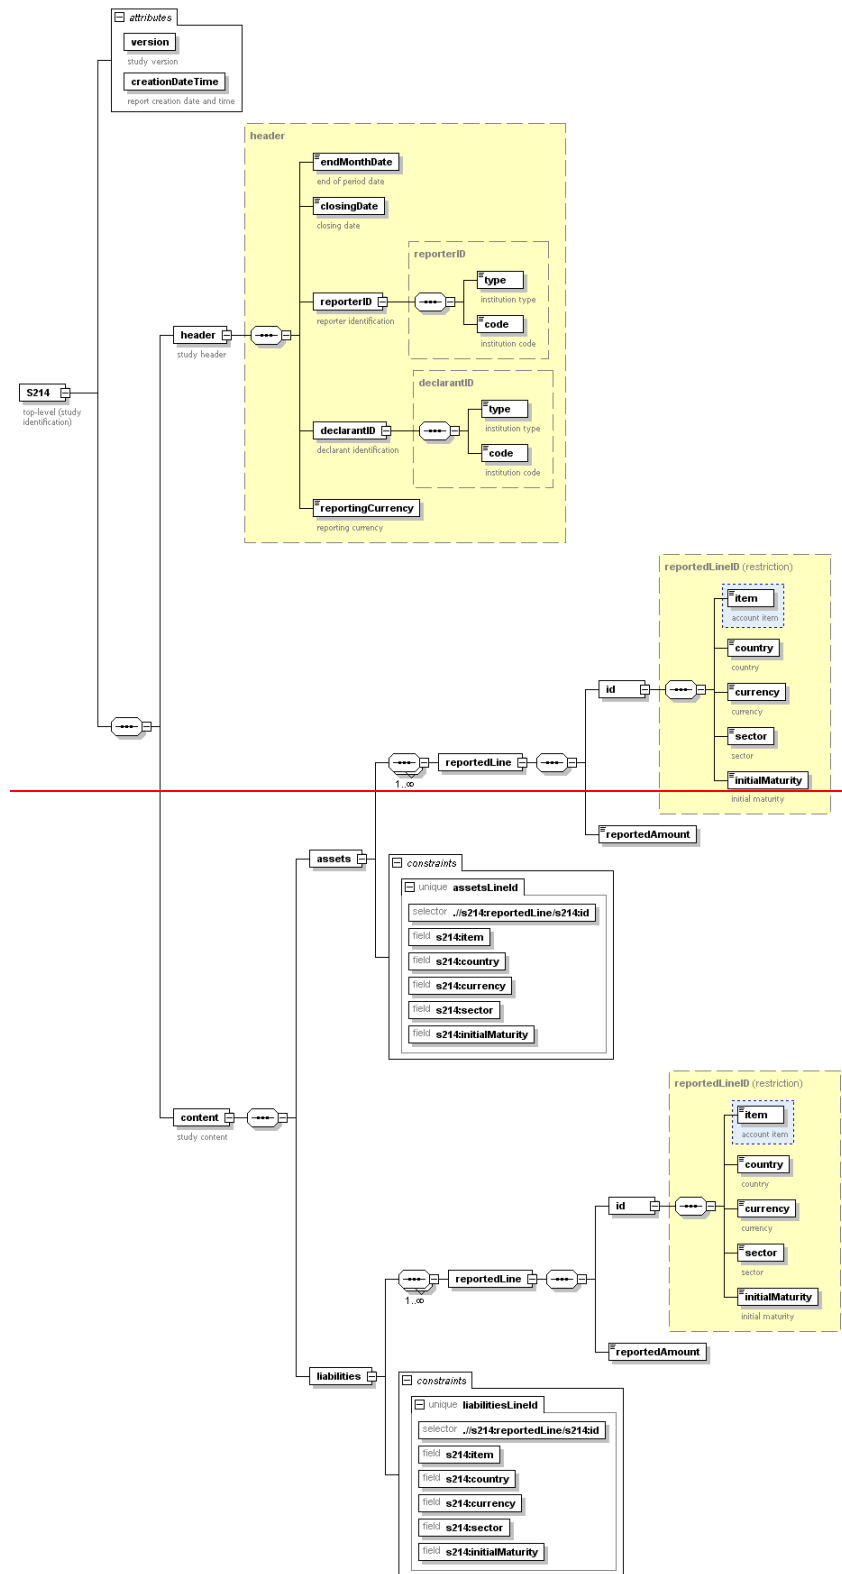 attributes
version
study version
creationDateTime
report creation date and time
header
endMonthDate
end of period date
closingDate
closing date
reporterID
type
institution type
reporterID
reporter identification
code
institution code
header
study header
S214
top-level (study
identification)
declarantID
type
institution type
declarantID
declarant identification
code
institution code
reportingCurrency
reporting currency
reportedLineID (restriction)
item
account item
country
country
id
currency
currency
sector
sector
reportedLine
1..∞
initialMaturity
initial maturity
reportedAmount
assets
constraints
unique assetsLineId
selector .//s214:reportedLine/s214:id
field s214:item
field s214:country
field s214:currency
field s214:sector
field s214:initialMaturity
content
study content
reportedLineID (restriction)
item
account item
country
country
id
currency
currency
sector
sector
reportedLine
1..∞
initialMaturity
initial maturity
reportedAmount
liabilities
constraints
unique liabilitiesLineId
selector .//s214:reportedLine/s214:id
field s214:item
field s214:country
field s214:currency
field s214:sector
field s214:initialMaturity